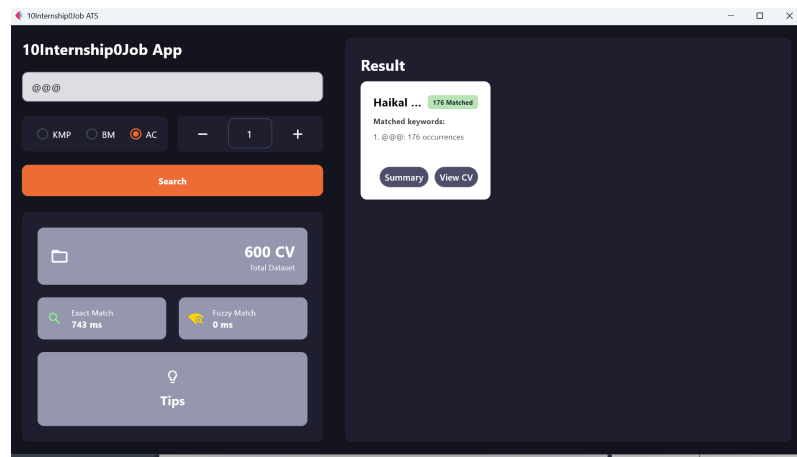 10Internship0Job ATS
10Internship0Job App
@@@
KMP BM AC
1
Search
600 CV
Total Dataset
Exact Match
743 ms
Fuzzy Match
0 ms
Tips
Result
Haikal ...
176 Matched
Matched keywords:
1. @@@: 176 occurrences
Summary
View CV